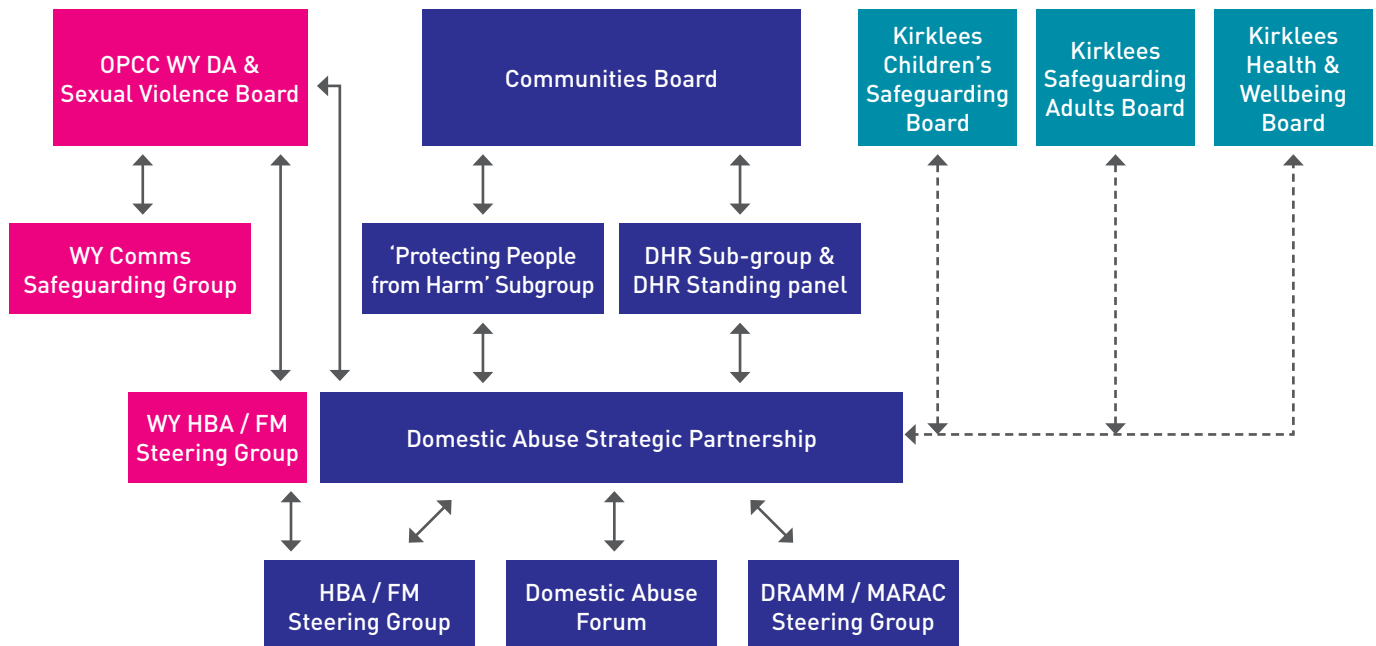 OPCC WY DA &
Sexual Violence Board
Communities Board
Kirklees
Children’s
Safeguarding
Board
Kirklees
Safeguarding
Adults Board
Kirklees
Health &
Wellbeing
Board
WY Comms
Safeguarding Group
‘Protecting People
from Harm’ Subgroup
DHR Sub-group &
DHR Standing panel
WY HBA / FM
Steering Group
Domestic Abuse Strategic Partnership
HBA / FM
Steering Group
Domestic Abuse
Forum
DRAMM / MARAC
Steering Group